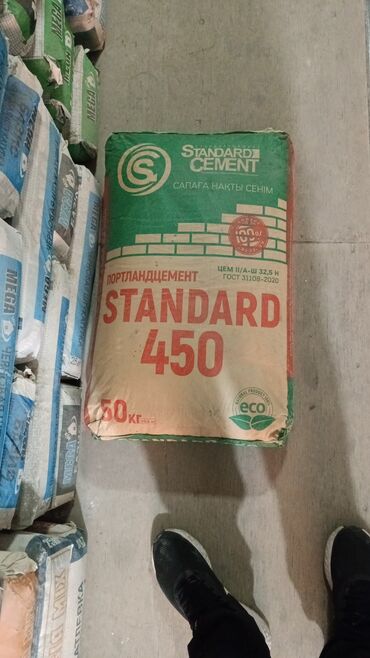 STANDARD
CEMENT
САПАҒА НАҚТЫ СЕНІМ
100%
ЦЕМ II/А-Ш 32,5 Н
ГОСТ 31108-2020
ПОРТЛАНДЦЕМЕНТ
STANDARD
450
50 кг
eco
MEGA